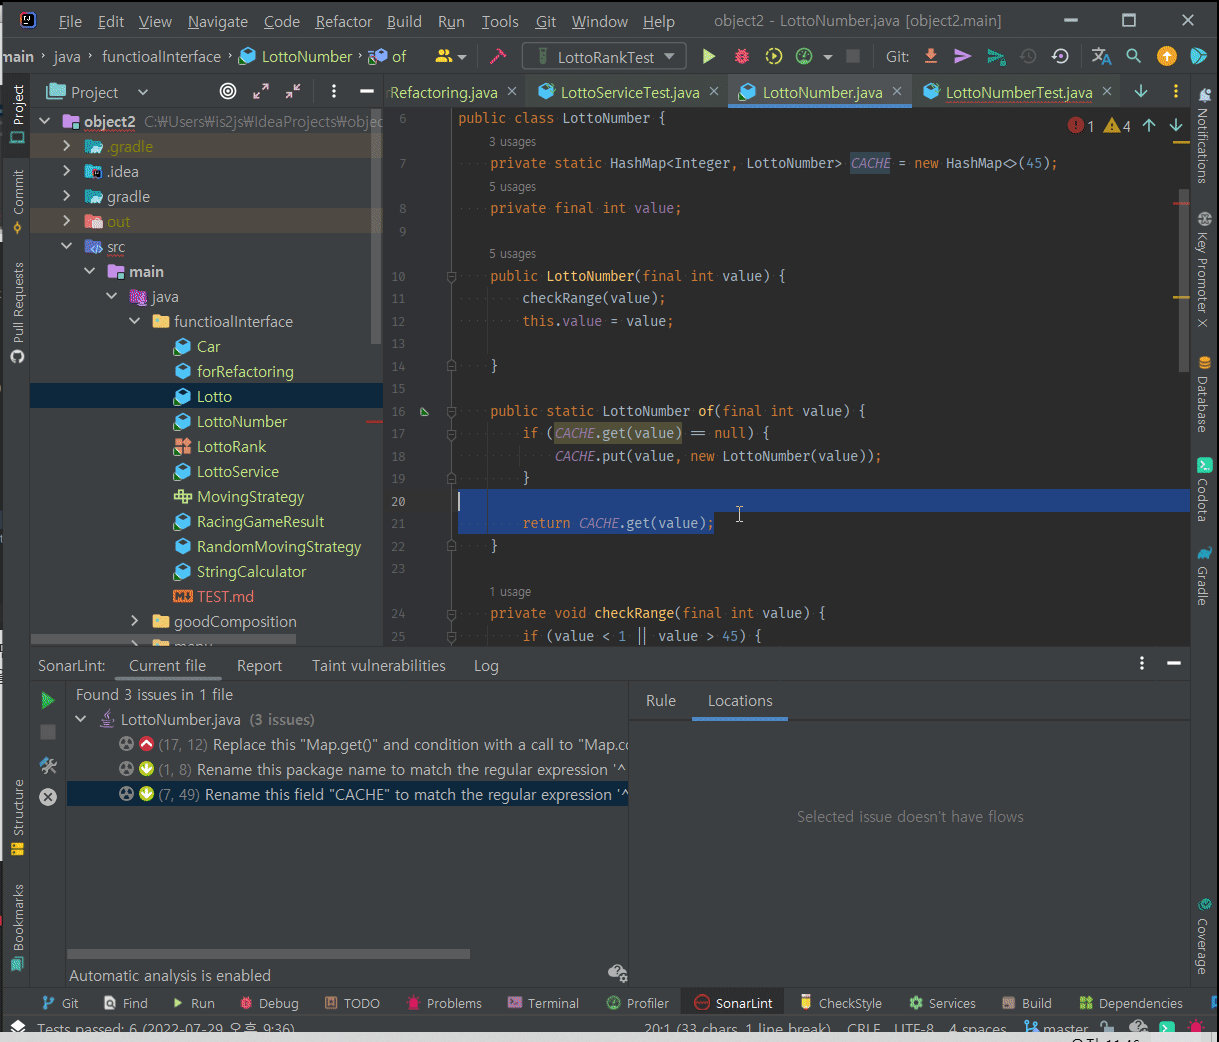 File Edit View Navigate Code Refactor Build Run Tools Git Window Help object2 - LottoNumber.java [object2.main]
main java functioalInterface LottoNumber of LottoRankTest Git:
Project
Refactoring.java LottoServiceTest.java LottoNumber.java LottoNumberTest.java
object2 C:₩Users₩is2js₩IdeaProjects₩objec
.gradle
.idea
gradle
out
src
main
java
functioalInterface
Car
forRefactoring
Lotto
LottoNumber
LottoRank
LottoService
MovingStrategy
RacingGameResult
RandomMovingStrategy
StringCalculator
TEST.md
goodComposition
Project
Commit
Pull Requests
Structure
Bookmarks
1 4
6 public class LottoNumber {
3 usages
7 private static HashMap<Integer, LottoNumber> CACHE = new HashMap<>(45);
5 usages
8 private final int value;
9
5 usages
10 public LottoNumber(final int value) {
11 checkRange(value);
12 this.value = value;
13
14 }
15
16 public static LottoNumber of(final int value) {
17 if (CACHE.get(value) == null) {
18 CACHE.put(value, new LottoNumber(value));
19 }
20
21 return CACHE.get(value);
22 }
23
1 usage
24 private void checkRange(final int value) {
25 if (value < 1 || value > 45) {
Notifications
Key Promoter X
Database
Codota
Gradle
Coverage
SonarLint: Current file Report Taint vulnerabilities Log
Found 3 issues in 1 file
LottoNumber.java (3 issues)
(17, 12) Replace this "Map.get()" and condition with a call to "Map.co
(1, 8) Rename this package name to match the regular expression '^
(7, 49) Rename this field "CACHE" to match the regular expression '^
Automatic analysis is enabled
Rule Locations
Selected issue doesn't have flows
Git Find Run Debug TODO Problems Terminal Profiler SonarLint CheckStyle Services Build Dependencies
Tests passed: 6 (2022-07-29 오후 9:36) 20:1 (33 chars, 1 line break) CRLF UTF-8 4 spaces master